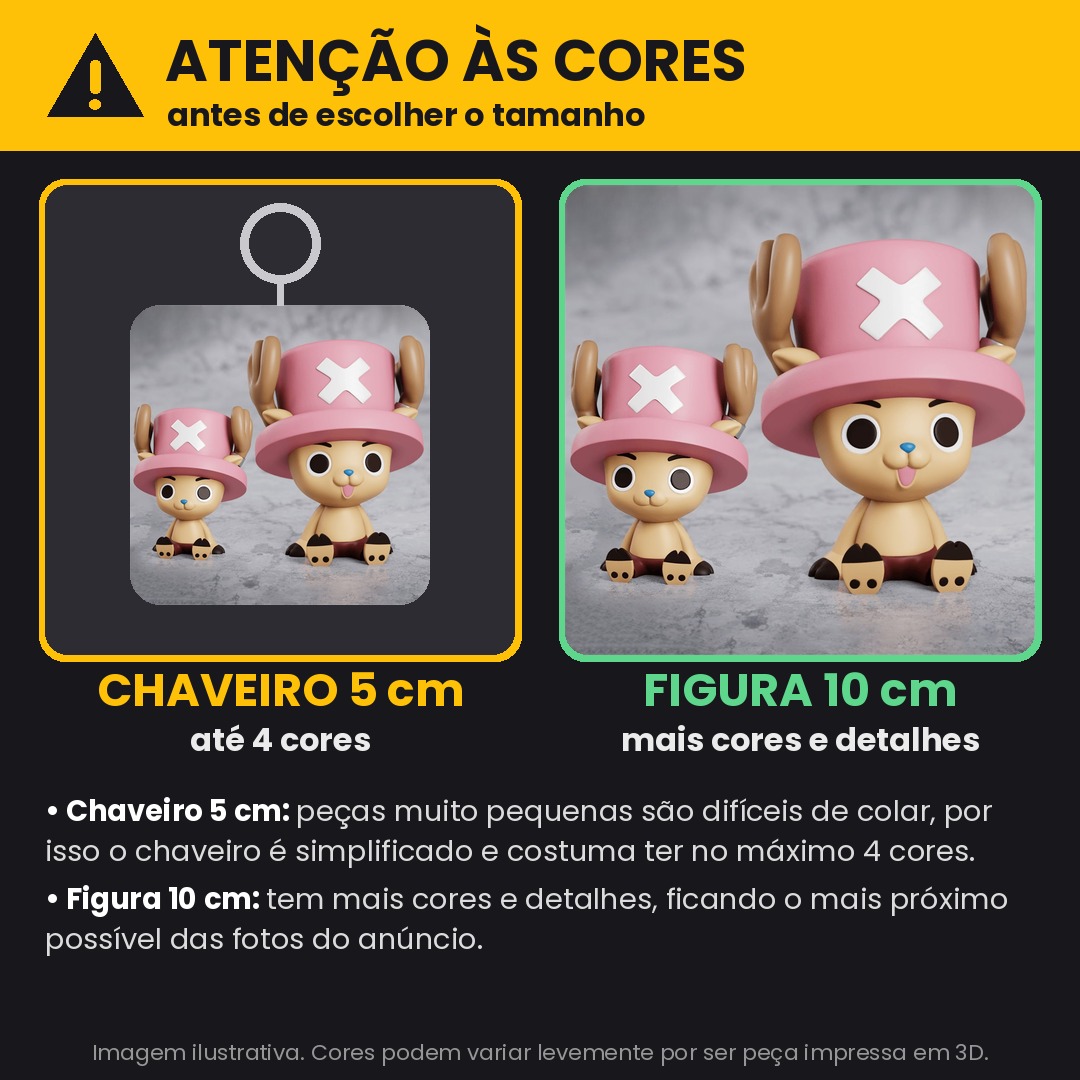 ATENÇÃO ÀS CORES
antes de escolher o tamanho
CHAVEIRO 5 cm
até 4 cores
FIGURA 10 cm
mais cores e detalhes
• Chaveiro 5 cm: peças muito pequenas são difíceis de colar, por
isso o chaveiro é simplificado e costuma ter no máximo 4 cores.
• Figura 10 cm: tem mais cores e detalhes, ficando o mais próximo
possível das fotos do anúncio.
Imagem ilustrativa. Cores podem variar levemente por ser peça impressa em 3D.